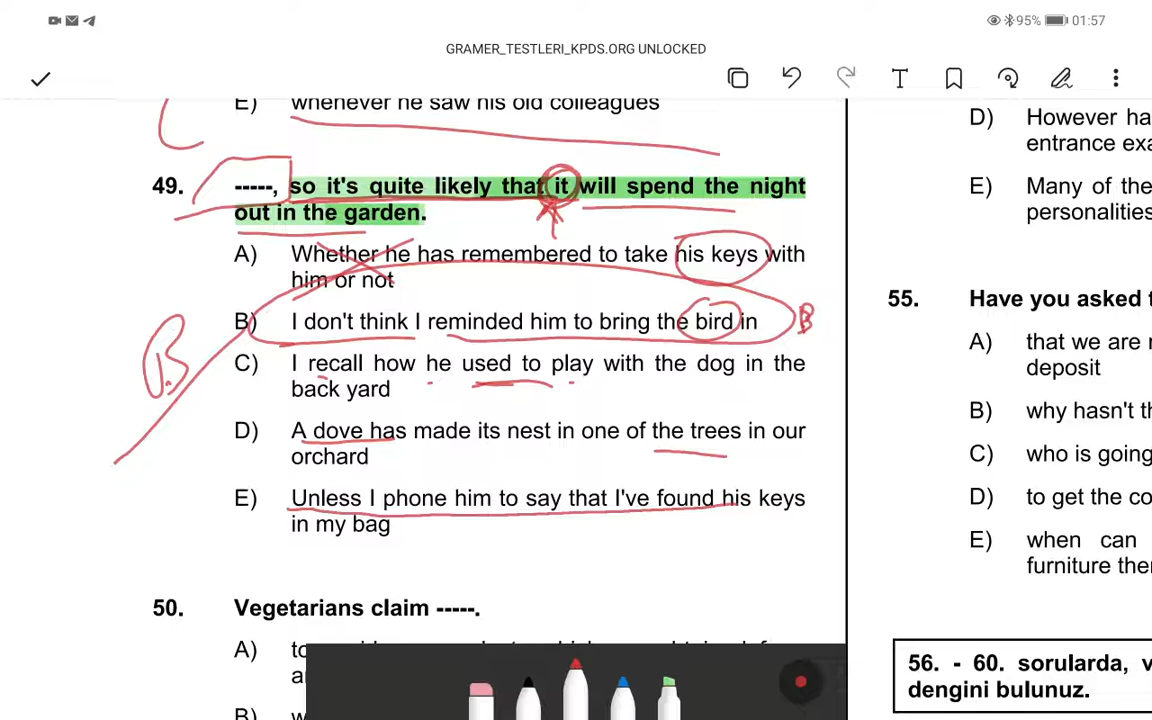 95% 01:57
GRAMER_TESTLERI_KPDS.ORG UNLOCKED
E) whenever he saw his old colleagues
49. -----, so it's quite likely that it will spend the night
out in the garden.
A) Whether he has remembered to take his keys with
him or not
B) I don't think I reminded him to bring the bird in B
B
C) I recall how he used to play with the dog in the
back yard
D) A dove has made its nest in one of the trees in our
orchard
E) Unless I phone him to say that I've found his keys
in my bag
50. Vegetarians claim -----.
A)
B)
D) However ha
entrance exa
E) Many of the
personalities
55. Have you asked t
A) that we are r
deposit
B) why hasn't th
C) who is going
D) to get the co
E) when can
furniture the
56. - 60. sorularda, v
dengini bulunuz.